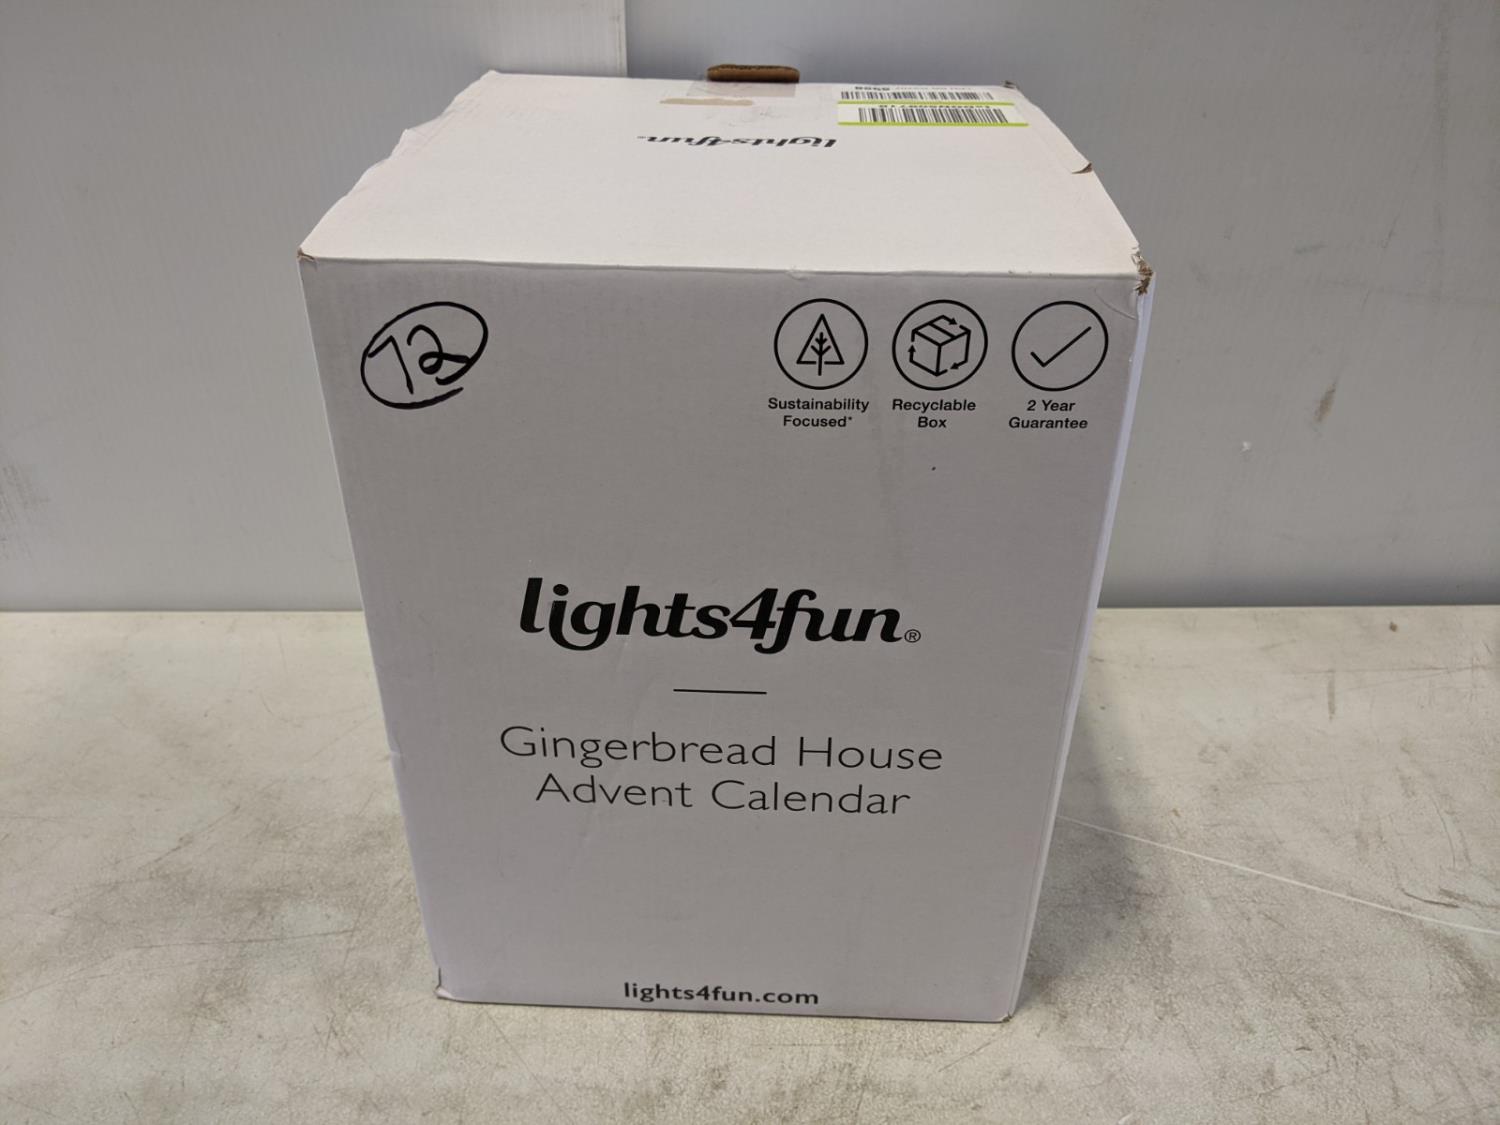 lights4fun®
72
Sustainability
Focused*
Recyclable
Box
2 Year
Guarantee
lights4fun®
Gingerbread House
Advent Calendar
lights4fun.com